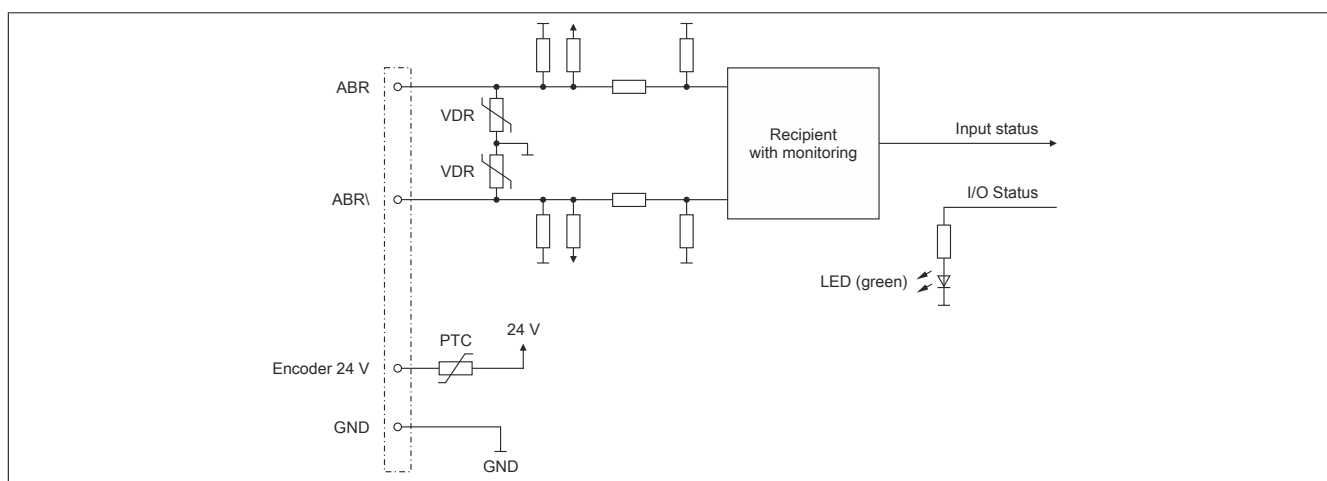 ABR
VDR
VDR
ABR\
Recipient
with monitoring
Input status
I/O Status
LED (green)
24 V
PTC
Encoder 24 V
GND
GND